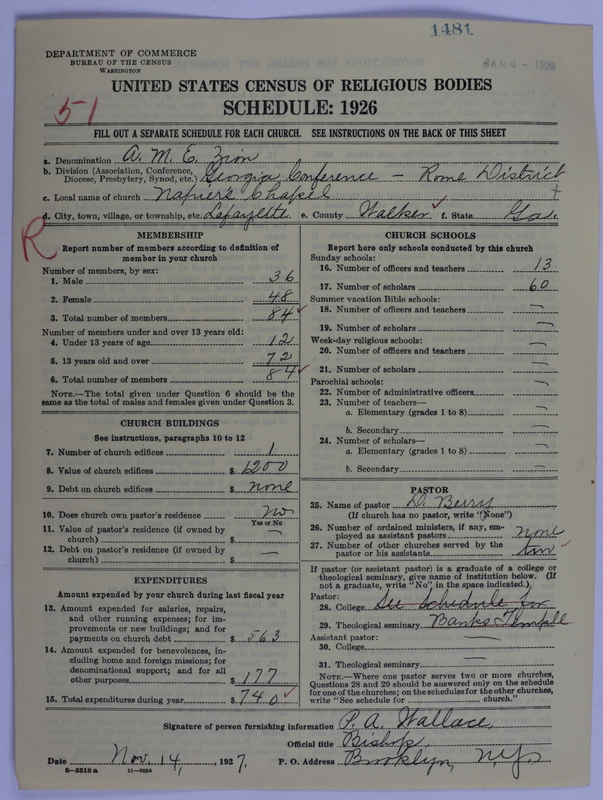 1481
DEPARTMENT OF COMMERCE
BUREAU OF THE CENSUS
WASHINGTON
UNITED STATES CENSUS OF RELIGIOUS BODIES
SCHEDULE: 1926
51
FILL OUT A SEPARATE SCHEDULE FOR EACH CHURCH. SEE INSTRUCTIONS ON THE BACK OF THIS SHEET
a. Denomination A. M. E. Zion
b. Division (Association, Conference, Diocese, Presbytery, Synod, etc.) Georgia Conference - Rome District
c. Local name of church Napier's Chapel
d. City, town, village, or township, etc. Lafayette. e. County Walker f. State Ga.
R
MEMBERSHIP
Report number of members according to definition of
member in your church
Number of members, by sex:
1. Male 36
2. Female 48
3. Total number of members 84
Number of members under and over 13 years old:
4. Under 13 years of age 12
5. 13 years old and over 72
6. Total number of members 84
NOTE.—The total given under Question 6 should be
same as the total of males and females given under Question 3.
CHURCH BUILDINGS
See instructions, paragraphs 10 to 12
7. Number of church edifices 1
8. Value of church edifices $ 1200
9. Debt on church edifices $ none
10. Does church own pastor's residence no
Yes or No
11. Value of pastor's residence (if owned by
church) $ —
12. Debt on pastor's residence (if owned by
church) $ —
EXPENDITURES
Amount expended by your church during last fiscal year
13. Amount expended for salaries, repairs,
and other running expenses; for im-
provements or new buildings; and for
payments on church debt $ 563
14. Amount expended for benevolences, in-
cluding home and foreign missions; for
denominational support; and for all
other purposes $ 177
15. Total expenditures during year $ 740
CHURCH SCHOOLS
Report here only schools conducted by this church
Sunday schools:
16. Number of officers and teachers 13
17. Number of scholars 60
Summer vacation Bible schools:
18. Number of officers and teachers —
19. Number of scholars —
Week-day religious schools:
20. Number of officers and teachers —
21. Number of scholars —
Parochial schools:
22. Number of administrative officers —
23. Number of teachers—
a. Elementary (grades 1 to 8) —
b. Secondary —
24. Number of scholars—
a. Elementary (grades 1 to 8) —
b. Secondary —
PASTOR
25. Name of pastor D. Berry
(If church has no pastor, write "None")
26. Number of ordained ministers, if any, em-
ployed as assistant pastors none
27. Number of other churches served by the
pastor or his assistants two
If pastor (or assistant pastor) is a graduate of a college or
theological seminary, give name of institution below. (If
not a graduate, write "No", in the space indicated.)
Pastor:
28. College See Schedule for
29. Theological seminary Banks Temple
Assistant pastor:
30. College —
31. Theological seminary —
NOTE.—Where one pastor serves two or more churches,
Questions 28 and 29 should be answered only on the schedule
for one of the churches; on the schedules for the other churches,
write "See schedule for church."
Signature of person furnishing information P. A. Wallace
Official title Bishop
Date Nov. 14, 1927. P. O. Address Brooklyn, N.Y.
6-5518a 11-9054